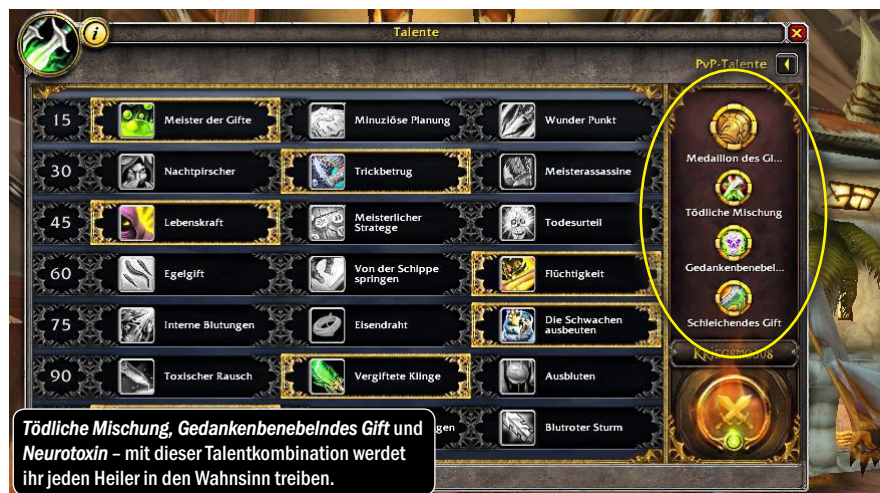 Talente
PvP-Talente
15 Meister der Gifte Minuziöse Planung Wunder Punkt
30 Nachtpirscher Trickbetrug Meisterassassine
45 Lebenskraft Meisterlicher Stratege Todesurteil
60 Egelgift Von der Schippe springen Flüchtigkeit
75 Interne Blutungen Eisendraht Die Schwachen ausbeuten
90 Toxischer Rausch Vergiftete Klinge Ausbluten
gen Blutroter Sturm
Medaillon des Gl...
Tödliche Mischung
Gedankenbenebel...
Schleichendes Gift
KRIEGSMODUS
Tödliche Mischung, Gedankenbenebelndes Gift und
Neurotoxin – mit dieser Talentkombination werdet
ihr jeden Heiler in den Wahnsinn treiben.